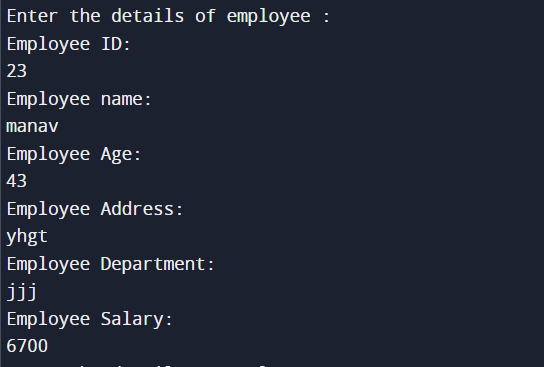 Enter the details of employee :
Employee ID:
23
Employee name:
manav
Employee Age:
43
Employee Address:
yhgt
Employee Department:
jjj
Employee Salary:
6700